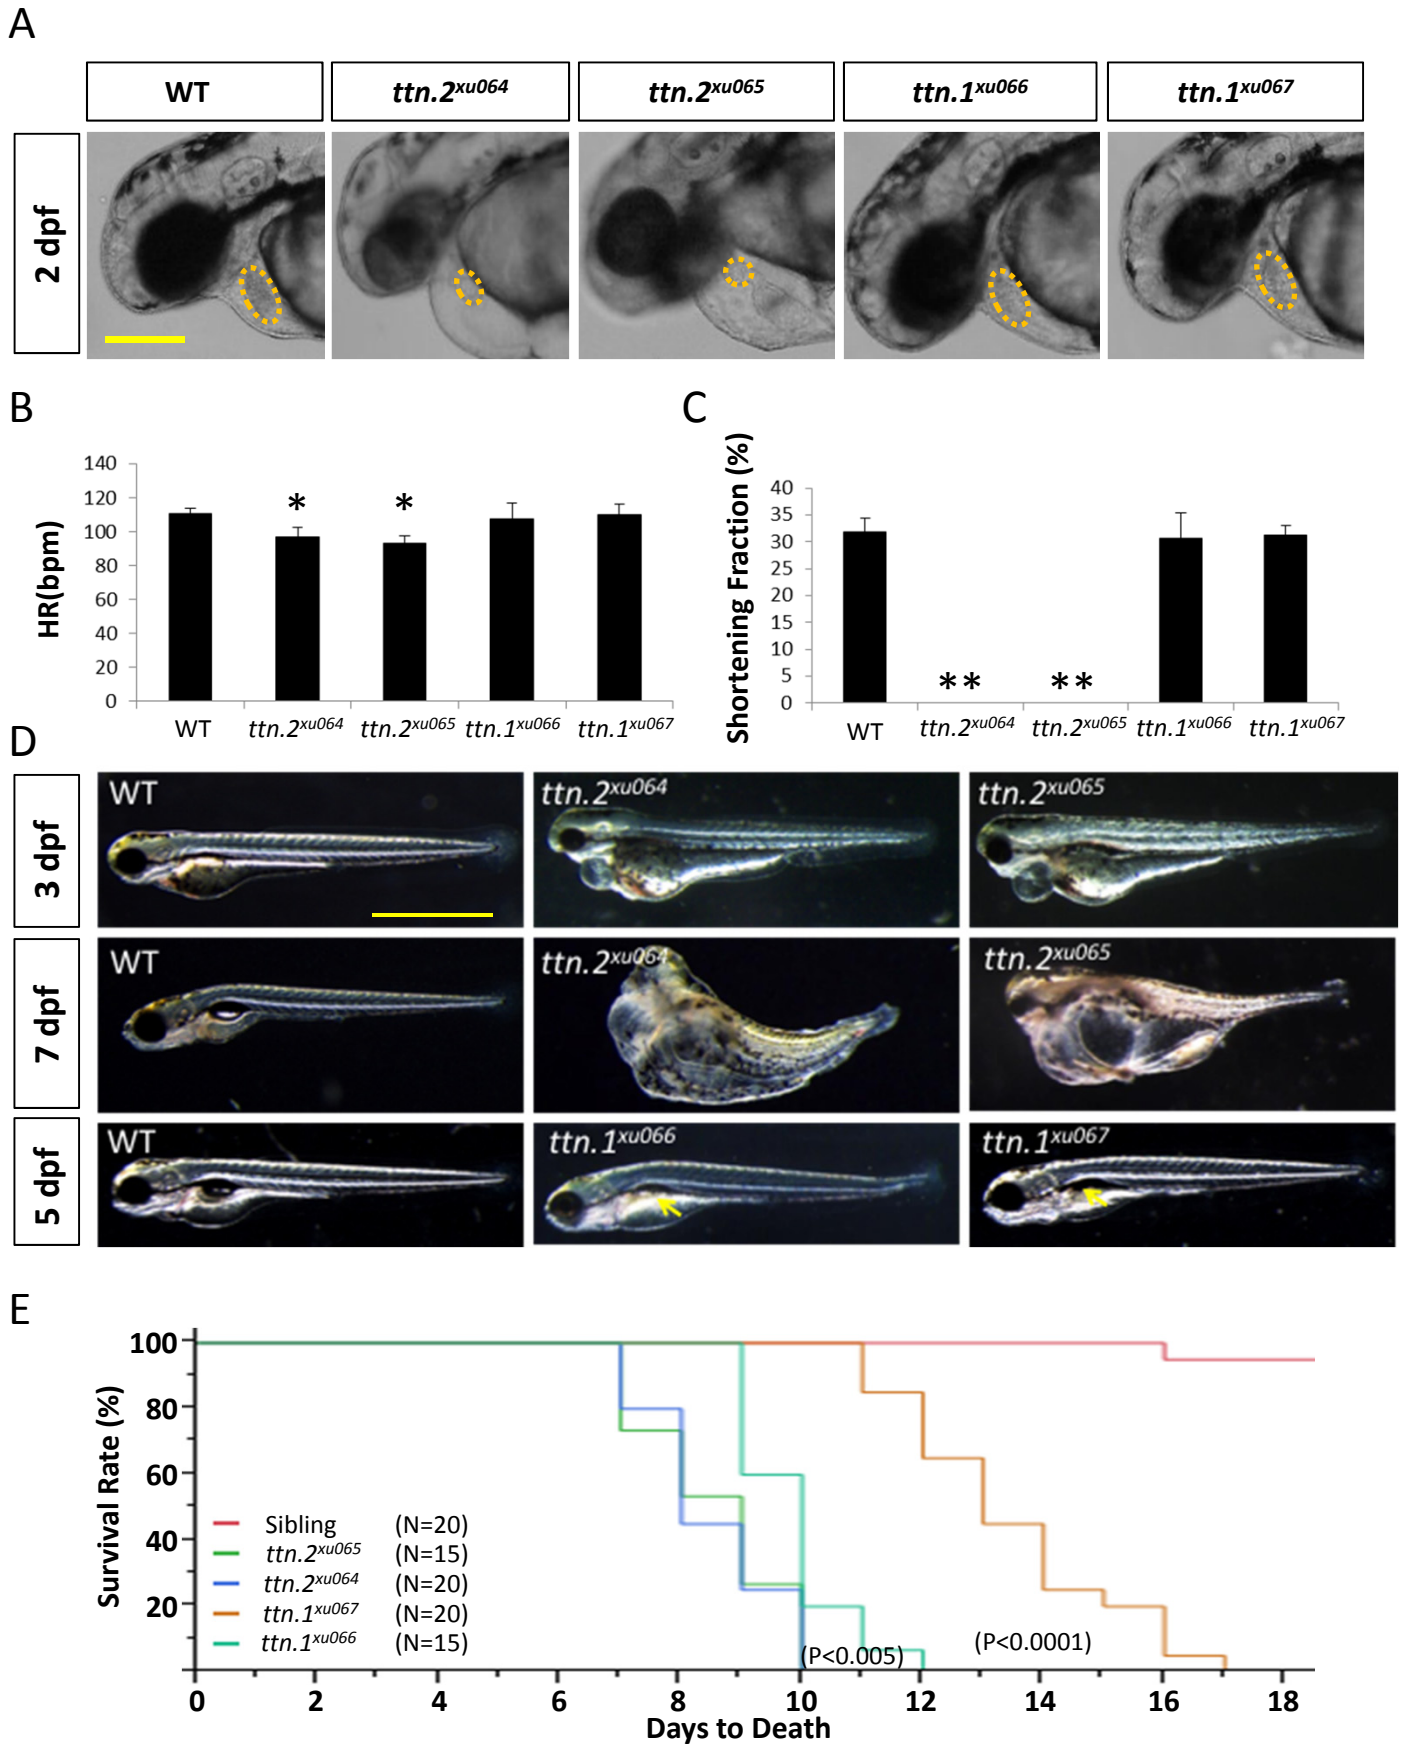 A
WT ttn.2xu064 ttn.2xu065 ttn.1xu066 ttn.1xu067
2 dpf
B
HR(bpm)
140
120
100
80
60
40
20
0
* *
WT ttn.2xu064 ttn.2xu065 ttn.1xu066 ttn.1xu067
C
Shortening Fraction (%)
40
35
30
25
20
15
10
5
0
** **
WT ttn.2xu064 ttn.2xu065 ttn.1xu066 ttn.1xu067
D
3 dpf
WT ttn.2xu064 ttn.2xu065
7 dpf
WT ttn.2xu064 ttn.2xu065
5 dpf
WT ttn.1xu066 ttn.1xu067
E
Survival Rate (%)
100
80
60
40
20
Sibling (N=20)
ttn.2xu065 (N=15)
ttn.2xu064 (N=20)
ttn.1xu067 (N=20)
ttn.1xu066 (N=15)
(P<0.005) (P<0.0001)
0 2 4 6 8 10 12 14 16 18
Days to Death